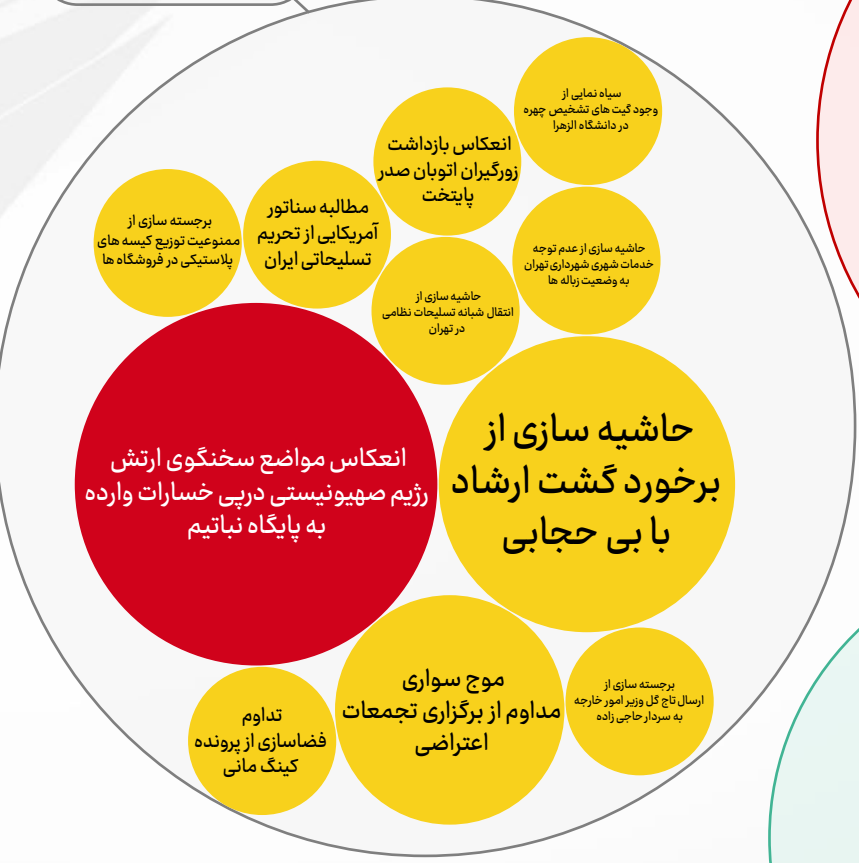 سیاه نمایی از
وجود گیت های تشخیص چهره
در دانشگاه الزهرا
انعکاس بازداشت
زورگیران اتوبان صدر
پایتخت
مطالبه سناتور
آمریکایی از تحریم
تسلیحاتی ایران
برجسته سازی از
ممنوعیت توزیع کیسه های
پلاستیکی در فروشگاه ها
حاشیه سازی از عدم توجه
خدمات شهری شهرداری تهران
به وضعیت زباله ها
حاشیه سازی از
انتقال شبانه تسلیحات نظامی
در تهران
حاشیه سازی از
برخورد گشت ارشاد
با بی حجابی
انعکاس مواضع سخنگوی ارتش
رژیم صهیونیستی درپی خسارات وارده
به پایگاه نباتیم
موج سواری
مداوم از برگزاری تجمعات
اعتراضی
برجسته سازی از
ارسال تاج گل وزیر امور خارجه
به سردار حاجی زاده
تداوم
فضاسازی از پرونده
کینگ مانی